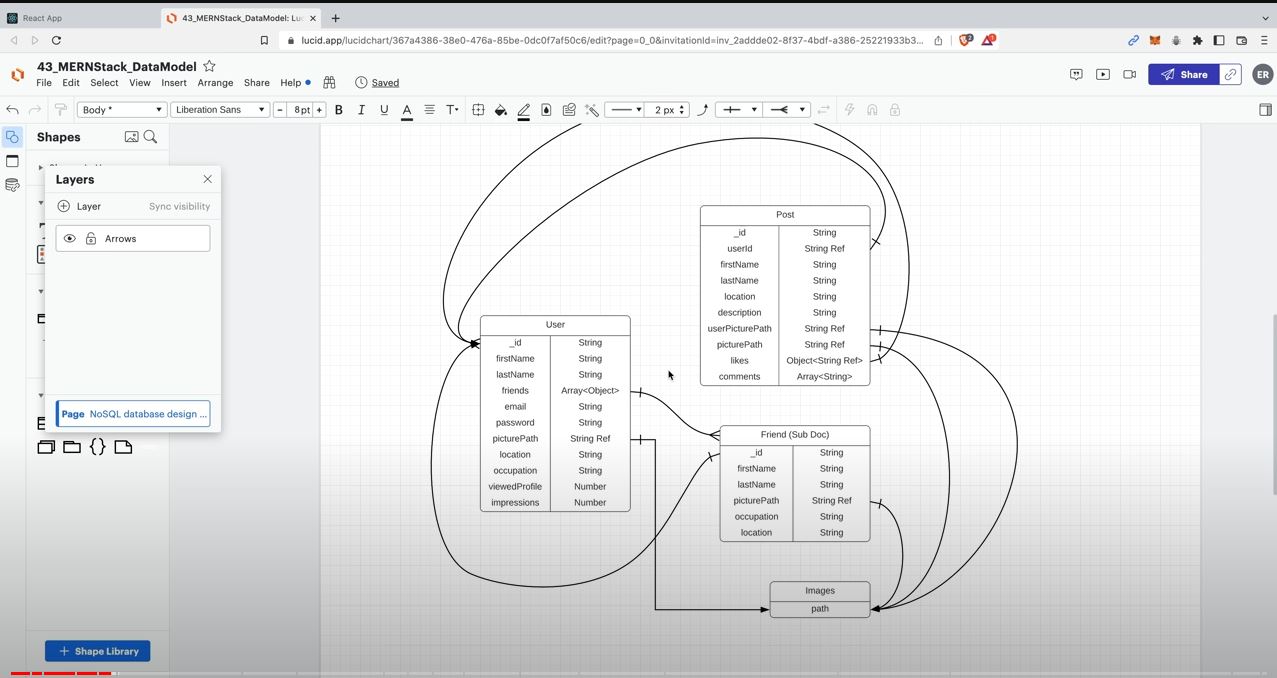 React App
43_MERNStack_DataModel: Luc
lucid.app/lucidchart/367a4386-38e0-476a-85be-0dc0f7af50c6/edit?page=0_0&invitationId=inv_2addde02-8f37-4bdf-a386-25221933b3...
2
1
43_MERNStack_DataModel
File Edit Select View Insert Arrange Share Help Saved
Share
ER
Body * Liberation Sans - 8 pt + B I U A T 2 px
Shapes
Layers
Layer Sync visibility
Arrows
Page NoSQL database design ...
+ Shape Library
Post
_id String
userId String Ref
firstName String
lastName String
location String
description String
userPicturePath String Ref
picturePath String Ref
likes Object<String Ref>
comments Array<String>
User
_id String
firstName String
lastName String
friends Array<Object>
email String
password String
picturePath String Ref
location String
occupation String
viewedProfile Number
impressions Number
Friend (Sub Doc)
_id String
firstName String
lastName String
picturePath String Ref
occupation String
location String
Images
path